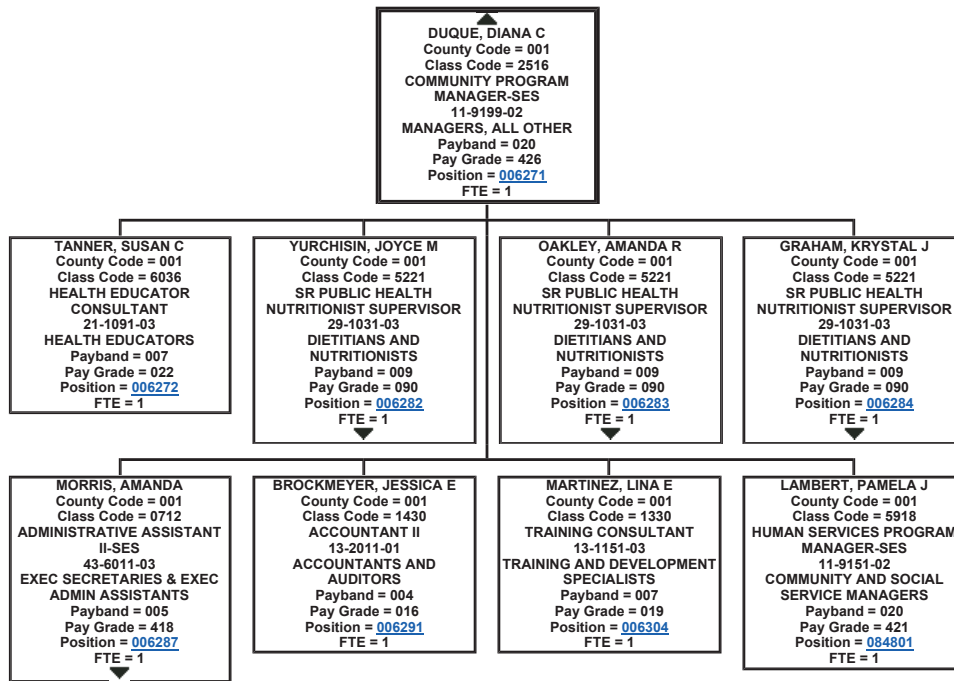 DUQUE, DIANA C
County Code = 001
Class Code = 2516
COMMUNITY PROGRAM
MANAGER-SES
11-9199-02
MANAGERS, ALL OTHER
Payband = 020
Pay Grade = 426
Position = 006271
FTE = 1
TANNER, SUSAN C
County Code = 001
Class Code = 6036
HEALTH EDUCATOR
CONSULTANT
21-1091-03
HEALTH EDUCATORS
Payband = 007
Pay Grade = 022
Position = 006272
FTE = 1
YURCHISIN, JOYCE M
County Code = 001
Class Code = 5221
SR PUBLIC HEALTH
NUTRITIONIST SUPERVISOR
29-1031-03
DIETITIANS AND
NUTRITIONISTS
Payband = 009
Pay Grade = 090
Position = 006282
FTE = 1
OAKLEY, AMANDA R
County Code = 001
Class Code = 5221
SR PUBLIC HEALTH
NUTRITIONIST SUPERVISOR
29-1031-03
DIETITIANS AND
NUTRITIONISTS
Payband = 009
Pay Grade = 090
Position = 006283
FTE = 1
GRAHAM, KRYSTAL J
County Code = 001
Class Code = 5221
SR PUBLIC HEALTH
NUTRITIONIST SUPERVISOR
29-1031-03
DIETITIANS AND
NUTRITIONISTS
Payband = 009
Pay Grade = 090
Position = 006284
FTE = 1
MORRIS, AMANDA
County Code = 001
Class Code = 0712
ADMINISTRATIVE ASSISTANT
II-SES
43-6011-03
EXEC SECRETARIES & EXEC
ADMIN ASSISTANTS
Payband = 005
Pay Grade = 418
Position = 006287
FTE = 1
BROCKMEYER, JESSICA E
County Code = 001
Class Code = 1430
ACCOUNTANT II
13-2011-01
ACCOUNTANTS AND
AUDITORS
Payband = 004
Pay Grade = 016
Position = 006291
FTE = 1
MARTINEZ, LINA E
County Code = 001
Class Code = 1330
TRAINING CONSULTANT
13-1151-03
TRAINING AND DEVELOPMENT
SPECIALISTS
Payband = 007
Pay Grade = 019
Position = 006304
FTE = 1
LAMBERT, PAMELA J
County Code = 001
Class Code = 5918
HUMAN SERVICES PROGRAM
MANAGER-SES
11-9151-02
COMMUNITY AND SOCIAL
SERVICE MANAGERS
Payband = 020
Pay Grade = 421
Position = 084801
FTE = 1